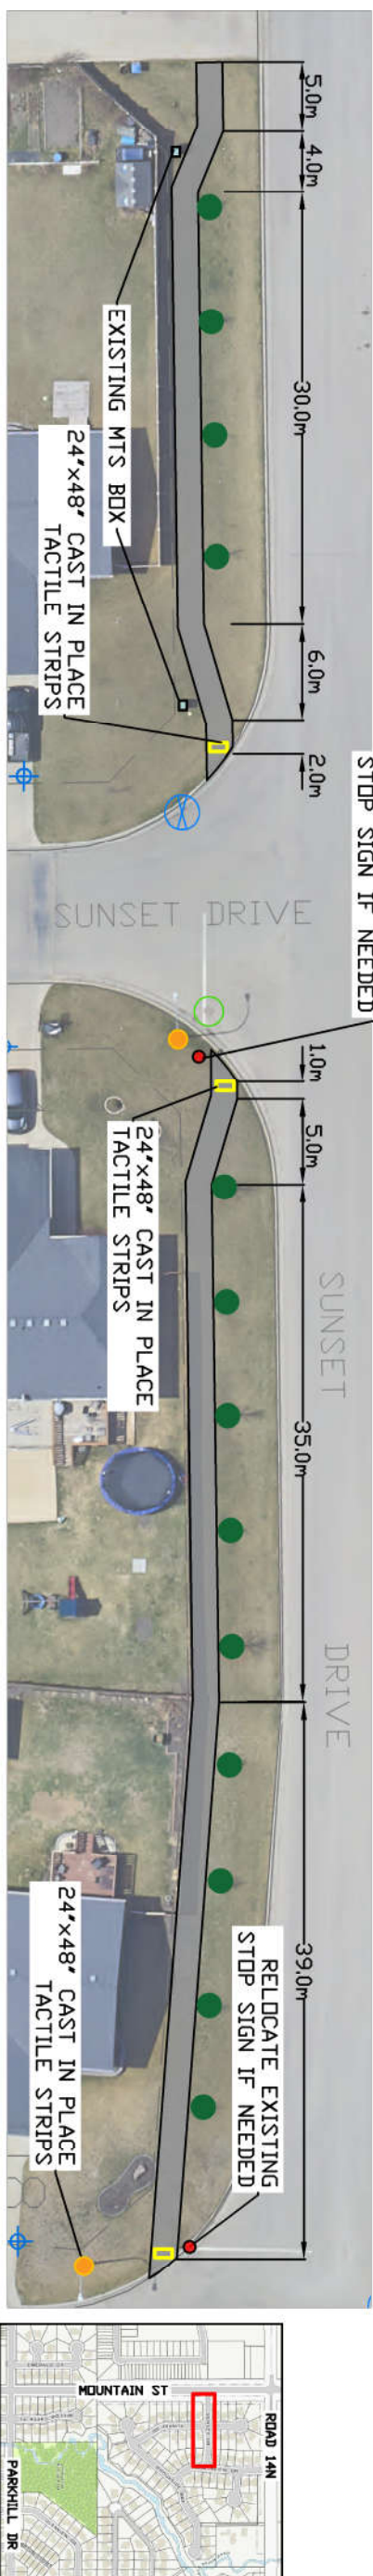 5.0m
4.0m
30.0m
6.0m
2.0m
EXISTING MTS BOX
24"x48" CAST IN PLACE
TACTILE STRIPS
STOP SIGN IF NEEDED
SUNSET DRIVE
1.0m
5.0m
24"x48" CAST IN PLACE
TACTILE STRIPS
SUNSET
DRIVE
35.0m
39.0m
RELOCATE EXISTING
STOP SIGN IF NEEDED
24"x48" CAST IN PLACE
TACTILE STRIPS
MOUNTAIN ST
ROAD 14N
PARKHILL DR